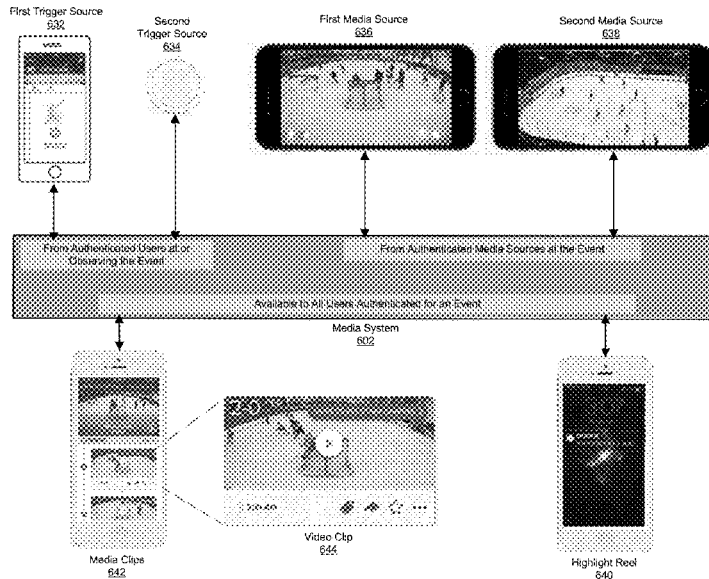 First Trigger Source
632
Second
Trigger Source
634
First Media Source
636
Second Media Source
638
From Authenticated Users at or
Observing the Event
From Authenticated Media Sources at the Event
Available to All Users Authenticated for an Event
Media System
602
2-0
Video Clip
644
Media Clips
642
Highlight Reel
640